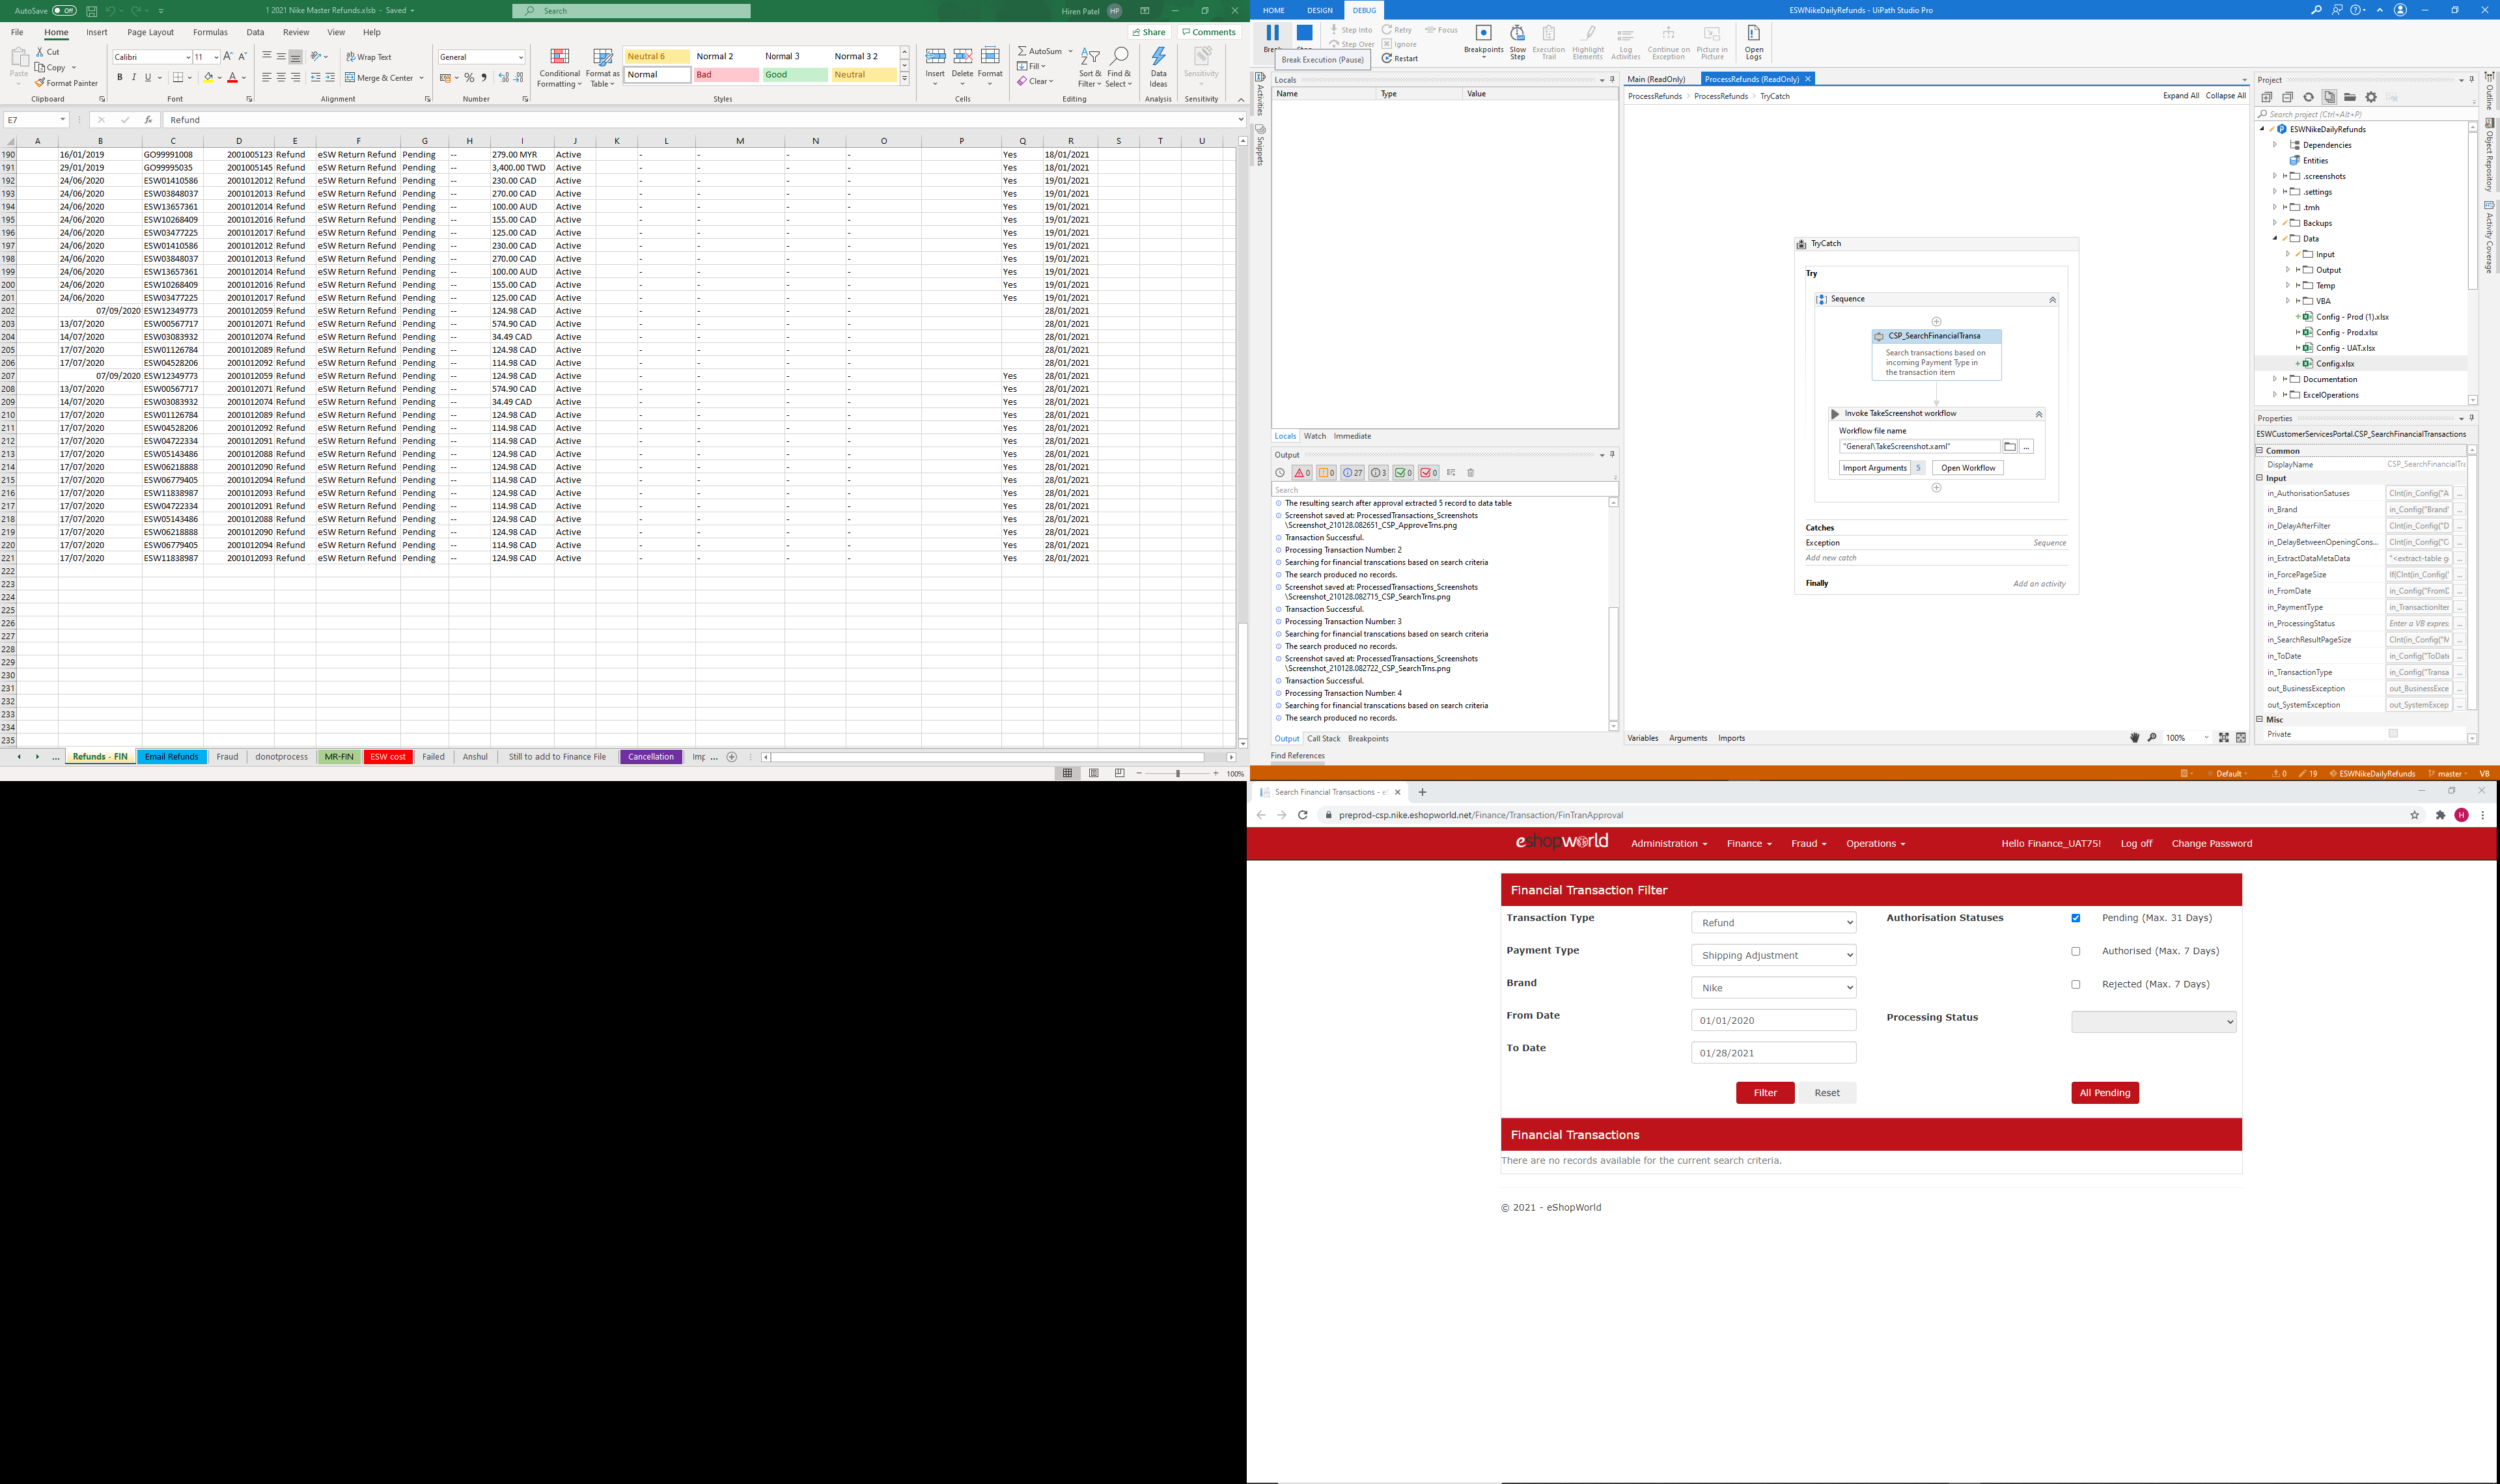 AutoSave Off 1 2021 Nike Master Refunds.xlsb - Saved Search Hiren Patel HP
File Home Insert Page Layout Formulas Data Review View Help Share Comments
Paste Cut Copy Format Painter Clipboard
Calibri 11 B I U Font
Wrap Text Merge & Center Alignment
General Number
Conditional Formatting Format as Table
Neutral 6 Normal 2 Normal 3 Normal 3 2
Normal Bad Good Neutral
Styles
Insert Delete Format Cells
AutoSum Fill Clear Sort & Filter Find & Select Editing
Data Ideas Analysis
Sensitivity Sensitivity
E7 fx Refund
A B C D E F G H I J K L M N O P Q R S T U
190 16/01/2019 GO99991008 2001005123 Refund eSW Return Refund Pending -- 279.00 MYR Active - - - - Yes 18/01/2021
191 29/01/2019 GO99995035 2001005145 Refund eSW Return Refund Pending -- 3,400.00 TWD Active - - - - Yes 18/01/2021
192 24/06/2020 ESW01410586 2001012012 Refund eSW Return Refund Pending -- 230.00 CAD Active - - - - Yes 19/01/2021
193 24/06/2020 ESW03848037 2001012013 Refund eSW Return Refund Pending -- 270.00 CAD Active - - - - Yes 19/01/2021
194 24/06/2020 ESW13657361 2001012014 Refund eSW Return Refund Pending -- 100.00 AUD Active - - - - Yes 19/01/2021
195 24/06/2020 ESW10268409 2001012016 Refund eSW Return Refund Pending -- 155.00 CAD Active - - - - Yes 19/01/2021
196 24/06/2020 ESW03477225 2001012017 Refund eSW Return Refund Pending -- 125.00 CAD Active - - - - Yes 19/01/2021
197 24/06/2020 ESW01410586 2001012012 Refund eSW Return Refund Pending -- 230.00 CAD Active - - - - Yes 19/01/2021
198 24/06/2020 ESW03848037 2001012013 Refund eSW Return Refund Pending -- 270.00 CAD Active - - - - Yes 19/01/2021
199 24/06/2020 ESW13657361 2001012014 Refund eSW Return Refund Pending -- 100.00 AUD Active - - - - Yes 19/01/2021
200 24/06/2020 ESW10268409 2001012016 Refund eSW Return Refund Pending -- 155.00 CAD Active - - - - Yes 19/01/2021
201 24/06/2020 ESW03477225 2001012017 Refund eSW Return Refund Pending -- 125.00 CAD Active - - - - Yes 19/01/2021
202 07/09/2020 ESW12349773 2001012059 Refund eSW Return Refund Pending -- 124.98 CAD Active - - - - 28/01/2021
203 13/07/2020 ESW00567717 2001012071 Refund eSW Return Refund Pending -- 574.90 CAD Active - - - - 28/01/2021
204 14/07/2020 ESW03083932 2001012074 Refund eSW Return Refund Pending -- 34.49 CAD Active - - - - 28/01/2021
205 17/07/2020 ESW01126784 2001012089 Refund eSW Return Refund Pending -- 124.98 CAD Active - - - - 28/01/2021
206 17/07/2020 ESW04528206 2001012092 Refund eSW Return Refund Pending -- 114.98 CAD Active - - - - 28/01/2021
207 07/09/2020 ESW12349773 2001012059 Refund eSW Return Refund Pending -- 124.98 CAD Active - - - - Yes 28/01/2021
208 13/07/2020 ESW00567717 2001012071 Refund eSW Return Refund Pending -- 574.90 CAD Active - - - - Yes 28/01/2021
209 14/07/2020 ESW03083932 2001012074 Refund eSW Return Refund Pending -- 34.49 CAD Active - - - - Yes 28/01/2021
210 17/07/2020 ESW01126784 2001012089 Refund eSW Return Refund Pending -- 124.98 CAD Active - - - - Yes 28/01/2021
211 17/07/2020 ESW04528206 2001012092 Refund eSW Return Refund Pending -- 114.98 CAD Active - - - - Yes 28/01/2021
212 17/07/2020 ESW04722334 2001012091 Refund eSW Return Refund Pending -- 114.98 CAD Active - - - - Yes 28/01/2021
213 17/07/2020 ESW05143486 2001012088 Refund eSW Return Refund Pending -- 124.98 CAD Active - - - - Yes 28/01/2021
214 17/07/2020 ESW06218888 2001012090 Refund eSW Return Refund Pending -- 124.98 CAD Active - - - - Yes 28/01/2021
215 17/07/2020 ESW06779405 2001012094 Refund eSW Return Refund Pending -- 114.98 CAD Active - - - - Yes 28/01/2021
216 17/07/2020 ESW11838987 2001012093 Refund eSW Return Refund Pending -- 124.98 CAD Active - - - - Yes 28/01/2021
217 17/07/2020 ESW04722334 2001012091 Refund eSW Return Refund Pending -- 114.98 CAD Active - - - - Yes 28/01/2021
218 17/07/2020 ESW05143486 2001012088 Refund eSW Return Refund Pending -- 124.98 CAD Active - - - - Yes 28/01/2021
219 17/07/2020 ESW06218888 2001012090 Refund eSW Return Refund Pending -- 124.98 CAD Active - - - - Yes 28/01/2021
220 17/07/2020 ESW06779405 2001012094 Refund eSW Return Refund Pending -- 114.98 CAD Active - - - - Yes 28/01/2021
221 17/07/2020 ESW11838987 2001012093 Refund eSW Return Refund Pending -- 124.98 CAD Active - - - - Yes 28/01/2021
222
223
224
225
226
227
228
229
230
231
232
233
234
235
... Refunds - FIN Email Refunds Fraud donotprocess MR-FIN ESW cost Failed Anshul Still to add to Finance File Cancellation Imp ...
100%
HOME DESIGN DEBUG ESWNikeDailyRefunds - UiPath Studio Pro
Break Stop Step Into Step Over Retry Ignore Restart Focus
Break Execution (Pause)
Breakpoints Slow Step Execution Trail Highlight Elements Log Activities Continue on Exception Picture in Picture Open Logs
Activities
Snippets
Locals
Name Type Value
Locals Watch Immediate
Output
0 0 27 3 0 0
Search
The resulting search after approval extracted 5 record to data table
Screenshot saved at: ProcessedTransactions_Screenshots
\Screenshot_210128.082651_CSP_ApproveTrns.png
Transaction Successful.
Processing Transaction Number: 2
Searching for financial transcations based on search criteria
The search produced no records.
Screenshot saved at: ProcessedTransactions_Screenshots
\Screenshot_210128.082715_CSP_SearchTrns.png
Transaction Successful.
Processing Transaction Number: 3
Searching for financial transcations based on search criteria
The search produced no records.
Screenshot saved at: ProcessedTransactions_Screenshots
\Screenshot_210128.082722_CSP_SearchTrns.png
Transaction Successful.
Processing Transaction Number: 4
Searching for financial transcations based on search criteria
The search produced no records.
Output Call Stack Breakpoints
Find References
Main (ReadOnly) ProcessRefunds (ReadOnly)
ProcessRefunds > ProcessRefunds > TryCatch Expand All Collapse All
TryCatch
Try
Sequence
CSP_SearchFinancialTransa
Search transactions based on
incoming Payment Type in
the transaction item
Invoke TakeScreenshot workflow
Workflow file name
"General\TakeScreenshot.xaml" ...
Import Arguments 5 Open Workflow
Catches
Exception Sequence
Add new catch
Finally Add an activity
Variables Arguments Imports 100%
Project
Search project (Ctrl+Alt+P)
ESWNikeDailyRefunds
Dependencies
Entities
.screenshots
.settings
.tmh
Backups
Data
Input
Output
Temp
VBA
Config - Prod (1).xlsx
Config - Prod.xlsx
Config - UAT.xlsx
Config.xlsx
Documentation
ExcelOperations
Outline
Object Repository
Activity Coverage
Properties
ESWCustomerServicesPortal.CSP_SearchFinancialTransactions
Common
DisplayName CSP_SearchFinancialTra
Input
in_AuthorisationSatuses CInt(in_Config("A ...
in_Brand in_Config("Brand" ...
in_DelayAfterFilter CInt(in_Config("D ...
in_DelayBetweenOpeningCons... CInt(in_Config("C ...
in_ExtractDataMetaData "<extract-table g ...
in_ForcePageSize If(CInt(in_Config(" ...
in_FromDate in_Config("FromD ...
in_PaymentType in_TransactionIter ...
in_ProcessingStatus Enter a VB expres: ...
in_SearchResultPageSize CInt(in_Config("M ...
in_ToDate in_Config("ToDate ...
in_TransactionType in_Config("Transa ...
out_BusinessException out_BusinessExce ...
out_SystemException out_SystemExcep ...
Misc
Private
Default 0 19 ESWNikeDailyRefunds master VB
Search Financial Transactions - eS
preprod-csp.nike.eshopworld.net/Finance/Transaction/FinTranApproval H
eshopworld Administration Finance Fraud Operations Hello Finance_UAT75! Log off Change Password
Financial Transaction Filter
Transaction Type Refund Authorisation Statuses Pending (Max. 31 Days)
Payment Type Shipping Adjustment Authorised (Max. 7 Days)
Brand Nike Rejected (Max. 7 Days)
From Date 01/01/2020 Processing Status
To Date 01/28/2021
Filter Reset All Pending
Financial Transactions
There are no records available for the current search criteria.
© 2021 - eShopWorld